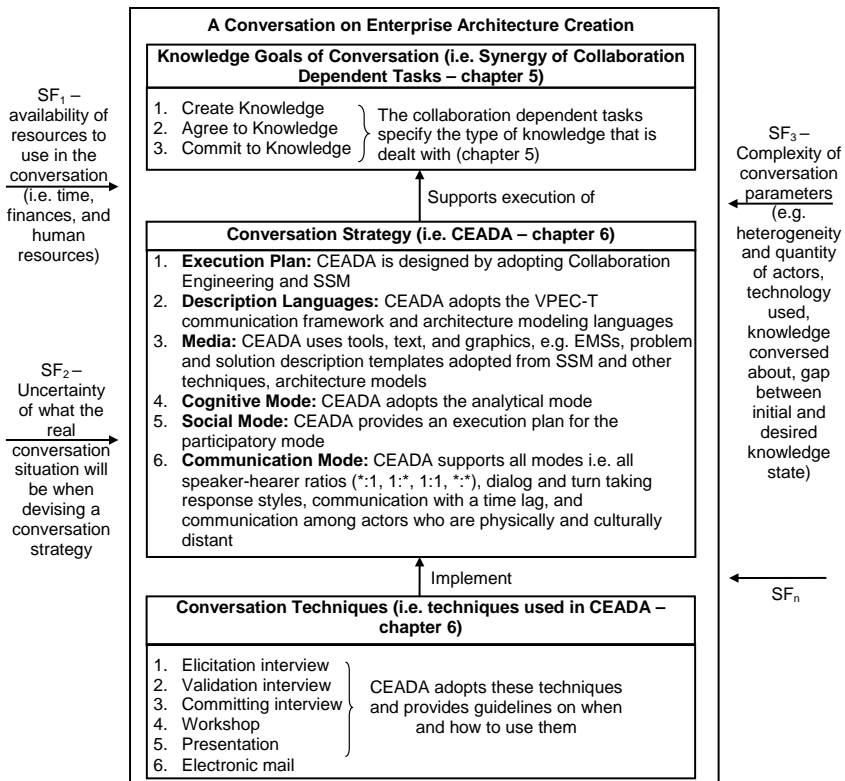 A Conversation on Enterprise Architecture Creation
Knowledge Goals of Conversation (i.e. Synergy of Collaboration
Dependent Tasks – chapter 5)
1. Create Knowledge
2. Agree to Knowledge
3. Commit to Knowledge
The collaboration dependent tasks
specify the type of knowledge that is
dealt with (chapter 5)
Supports execution of
Conversation Strategy (i.e. CEADA – chapter 6)
1. Execution Plan: CEADA is designed by adopting Collaboration
Engineering and SSM
2. Description Languages: CEADA adopts the VPEC-T
communication framework and architecture modeling languages
3. Media: CEADA uses tools, text, and graphics, e.g. EMSs, problem
and solution description templates adopted from SSM and other
techniques, architecture models
4. Cognitive Mode: CEADA adopts the analytical mode
5. Social Mode: CEADA provides an execution plan for the
participatory mode
6. Communication Mode: CEADA supports all modes i.e. all
speaker-hearer ratios (*:1, 1:*, 1:1, *:*), dialog and turn taking
response styles, communication with a time lag, and
communication among actors who are physically and culturally
distant
Implement
Conversation Techniques (i.e. techniques used in CEADA –
chapter 6)
1. Elicitation interview
2. Validation interview
3. Committing interview
4. Workshop
5. Presentation
6. Electronic mail
CEADA adopts these techniques
and provides guidelines on when
and how to use them
SF1 –
availability of
resources to
use in the
conversation
(i.e. time,
finances, and
human
resources)
SF2 –
Uncertainty
of what the
real
conversation
situation will
be when
devising a
conversation
strategy
SF3 –
Complexity of
conversation
parameters
(e.g.
heterogeneity
and quantity
of actors,
technology
used,
knowledge
conversed
about, gap
between
initial and
desired
knowledge
state)
SFn